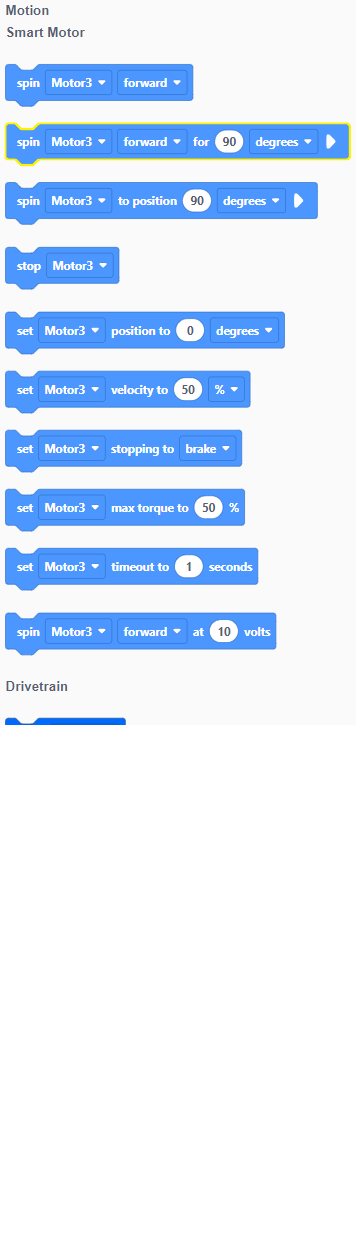 Motion
Smart Motor
spin Motor3 forward
spin Motor3 forward for 90 degrees
spin Motor3 to position 90 degrees
stop Motor3
set Motor3 position to 0 degrees
set Motor3 velocity to 50 %
set Motor3 stopping to brake
set Motor3 max torque to 50 %
set Motor3 timeout to 1 seconds
spin Motor3 forward at 10 volts
Drivetrain